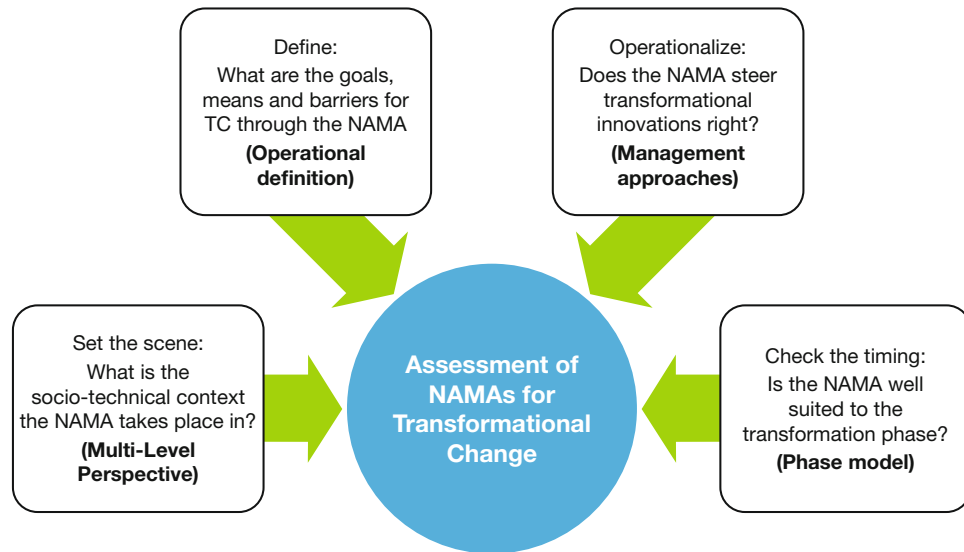 Define:
What are the goals,
means and barriers for
TC through the NAMA
(Operational
definition)
Operationalize:
Does the NAMA steer
transformational
innovations right?
(Management
approaches)
Set the scene:
What is the
socio-technical context
the NAMA takes place in?
(Multi-Level
Perspective)
Assessment of
NAMAs for
Transformational
Change
Check the timing:
Is the NAMA well
suited to the
transformation phase?
(Phase model)